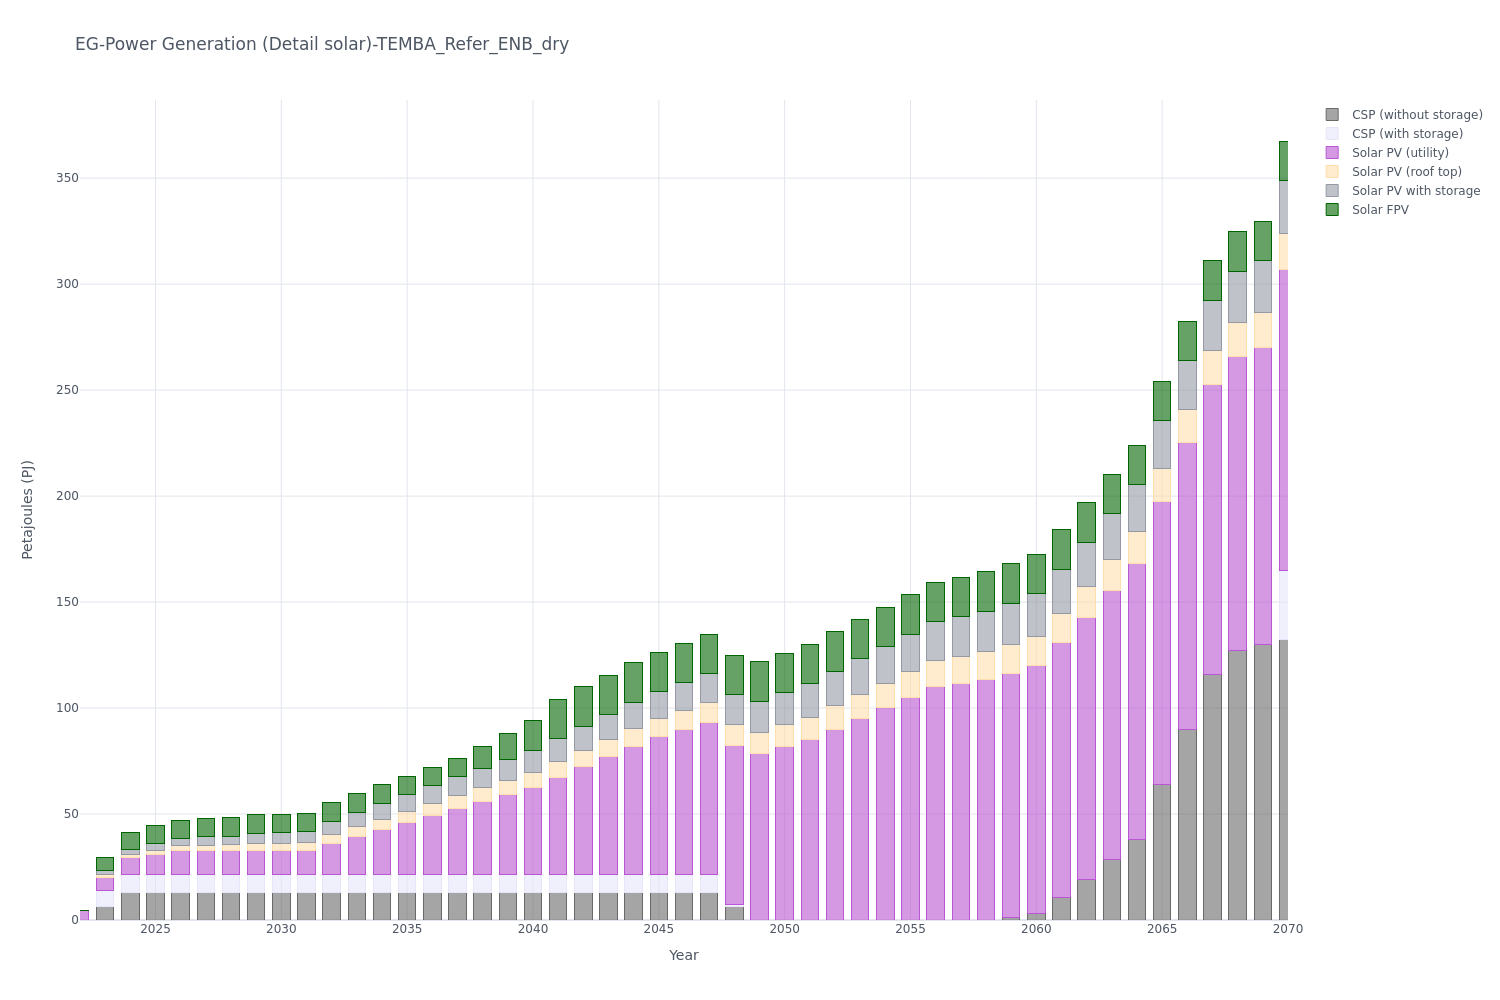 EG-Power Generation (Detail solar)-TEMBA_Refer_ENB_dry
CSP (without storage)
CSP (with storage)
Solar PV (utility)
Solar PV (roof top)
Solar PV with storage
Solar FPV
Petajoules (PJ)
350
300
250
200
150
100
50
0
2025
2030
2035
2040
2045
2050
2055
2060
2065
2070
Year